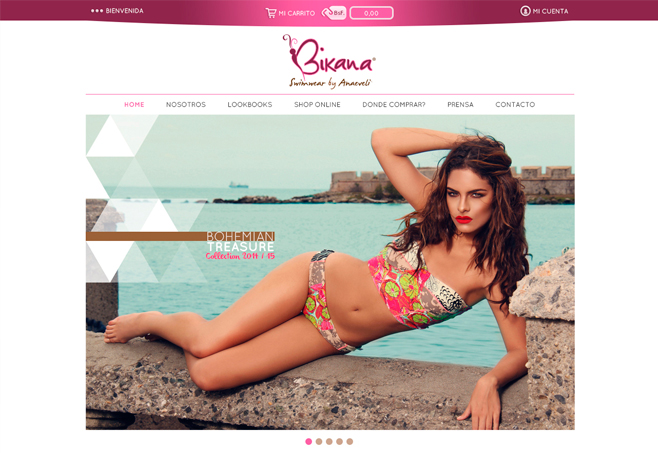 BIENVENIDA
MI CARRITO
BsF.
0,00
MI CUENTA
Bikana®
Swimwear by Anaeveli
HOME
NOSOTROS
LOOKBOOKS
SHOP ONLINE
DONDE COMPRAR?
PRENSA
CONTACTO
BOHEMIAN
TREASURE
Collection 2014 / 15